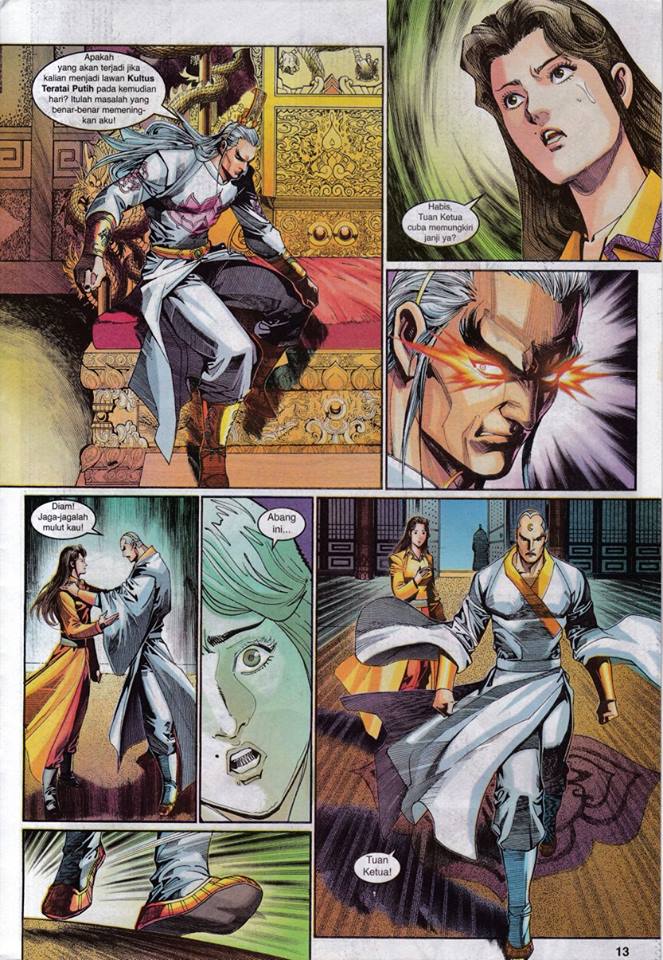 Apakah
yang akan terjadi jika
kalian menjadi lawan Kultus
Teratai Putih pada kemudian
hari? Itulah masalah yang
benar-benar memening-
kan aku!
Habis,
Tuan Ketua
cuba memungkiri
janji ya?
Diam!
Jaga-jagalah
mulut kau!
Abang
ini...
Tuan
Ketua!
13